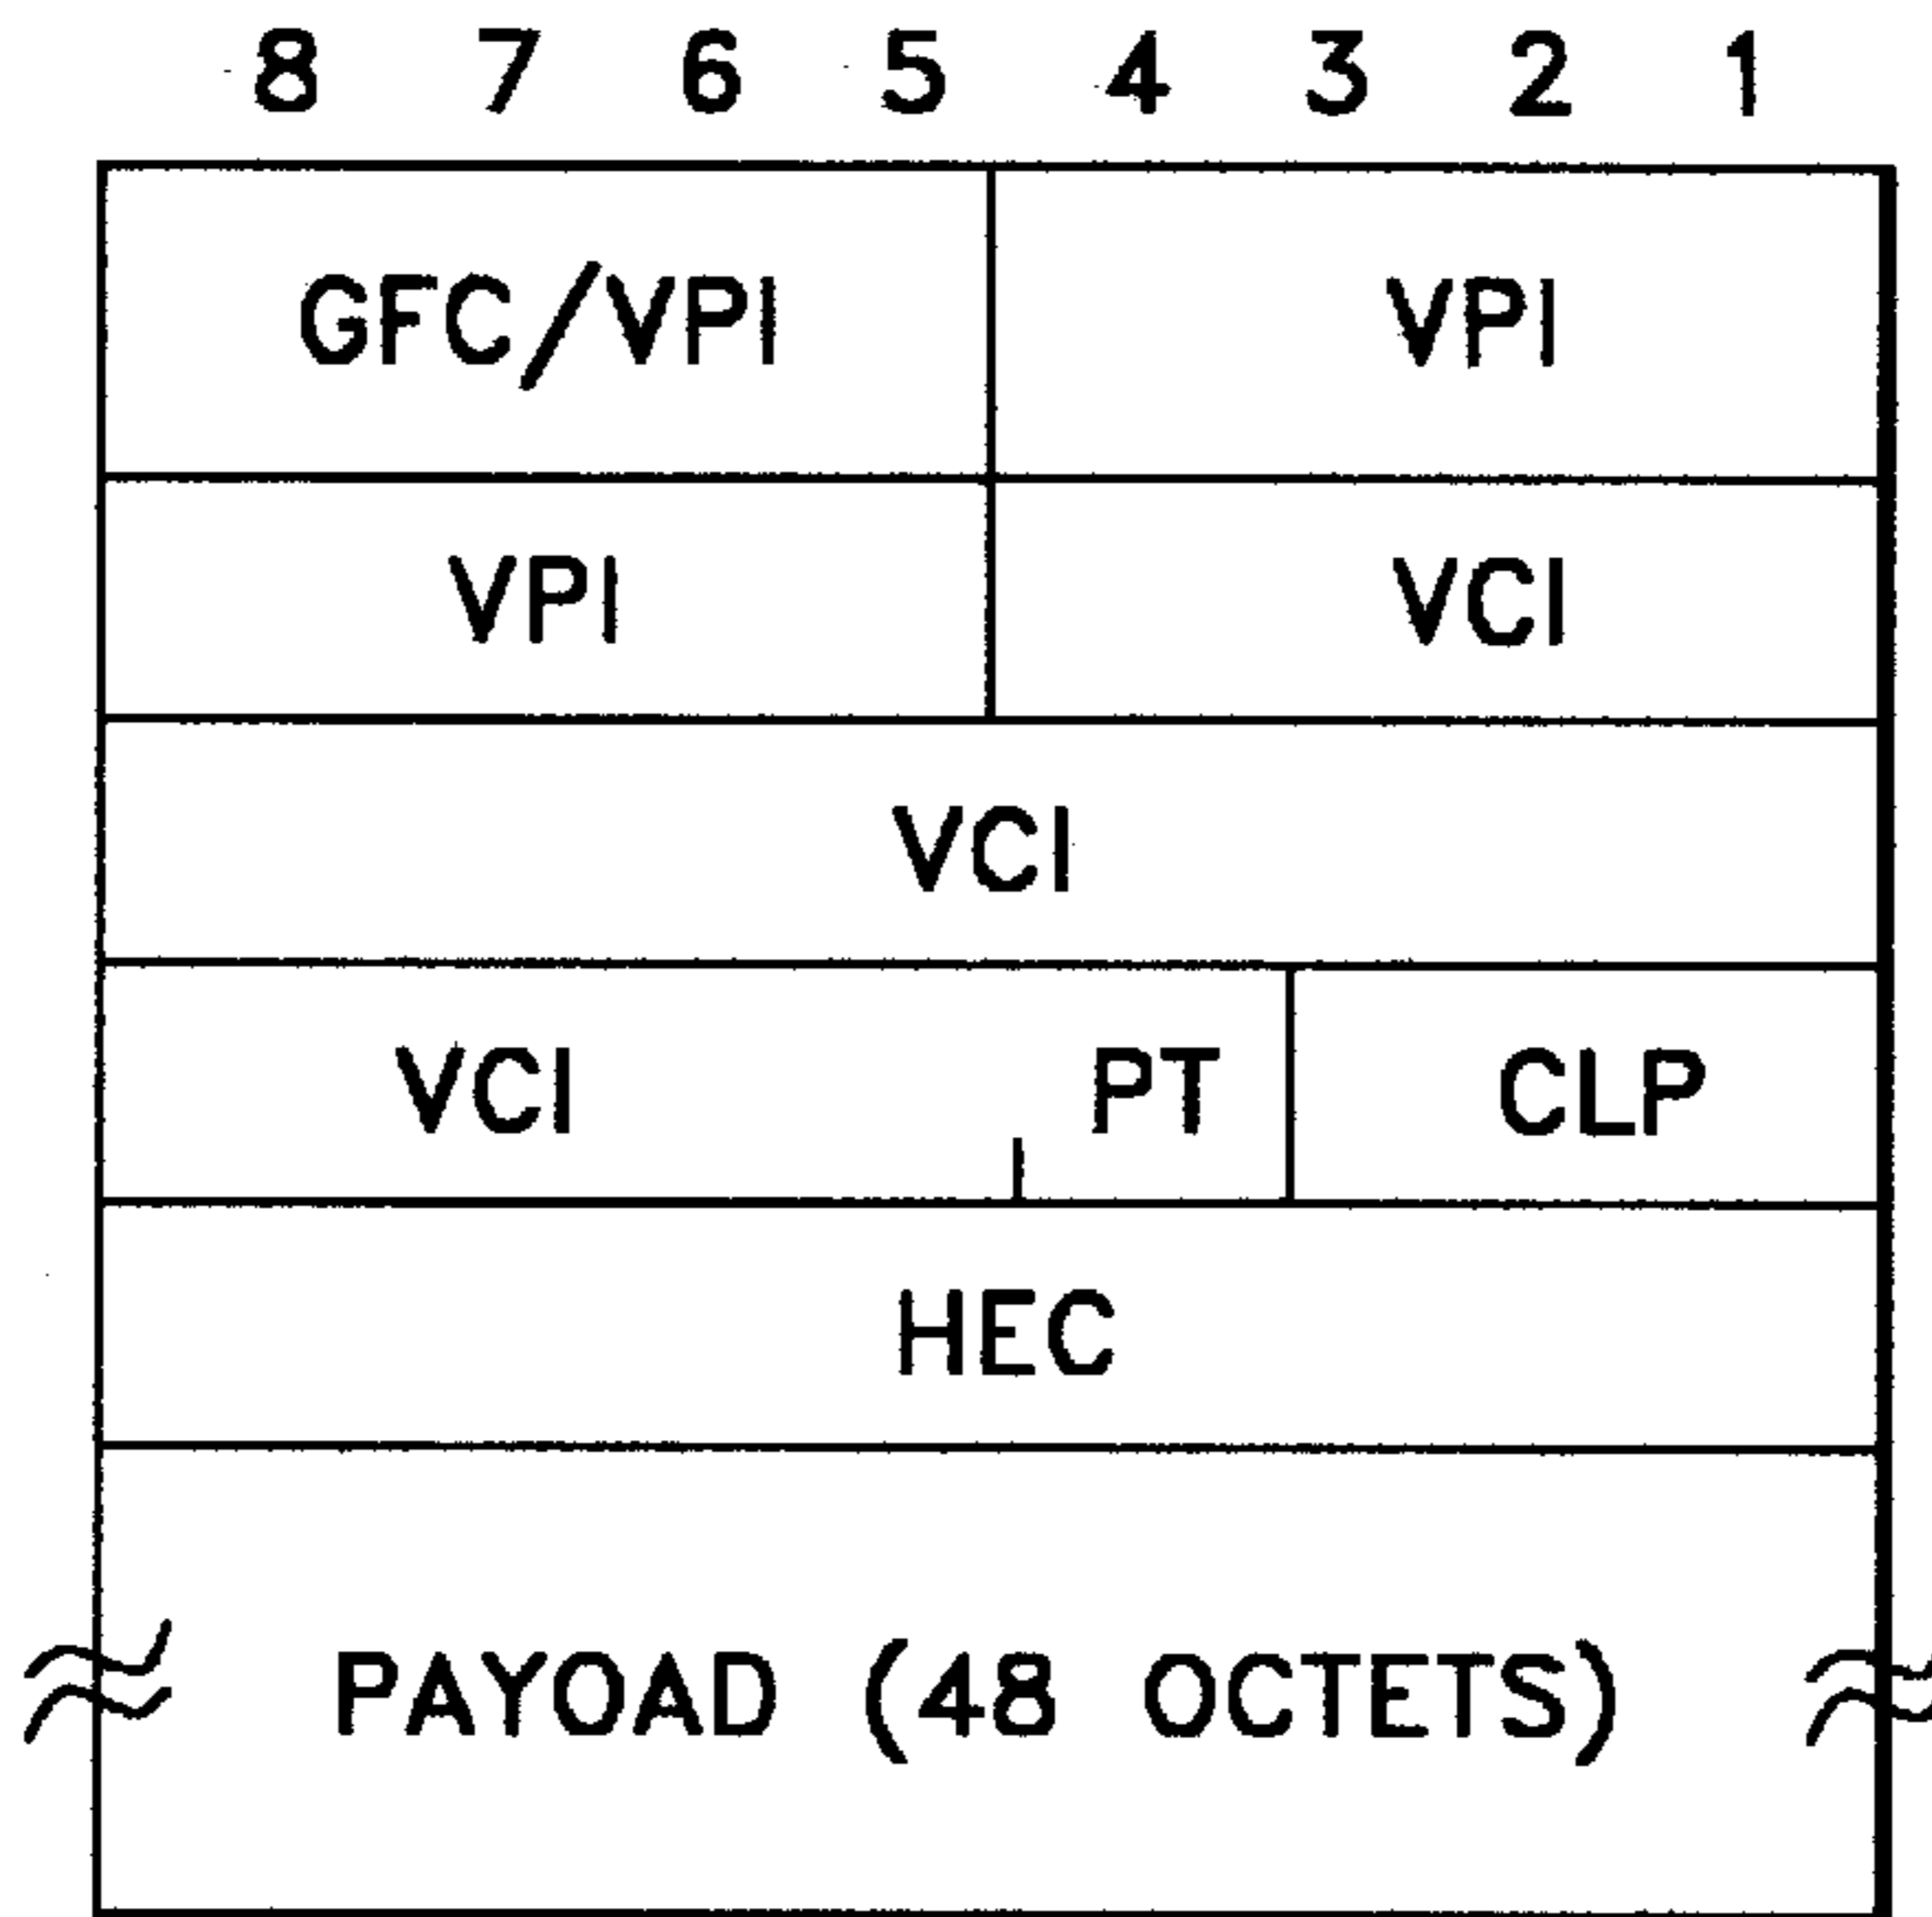 8 7 6 5 4 3 2 1
GFC/VPI VPI
VPI VCI
VCI
VCI PT CLP
HEC
PAYOAD (48 OCTETS)